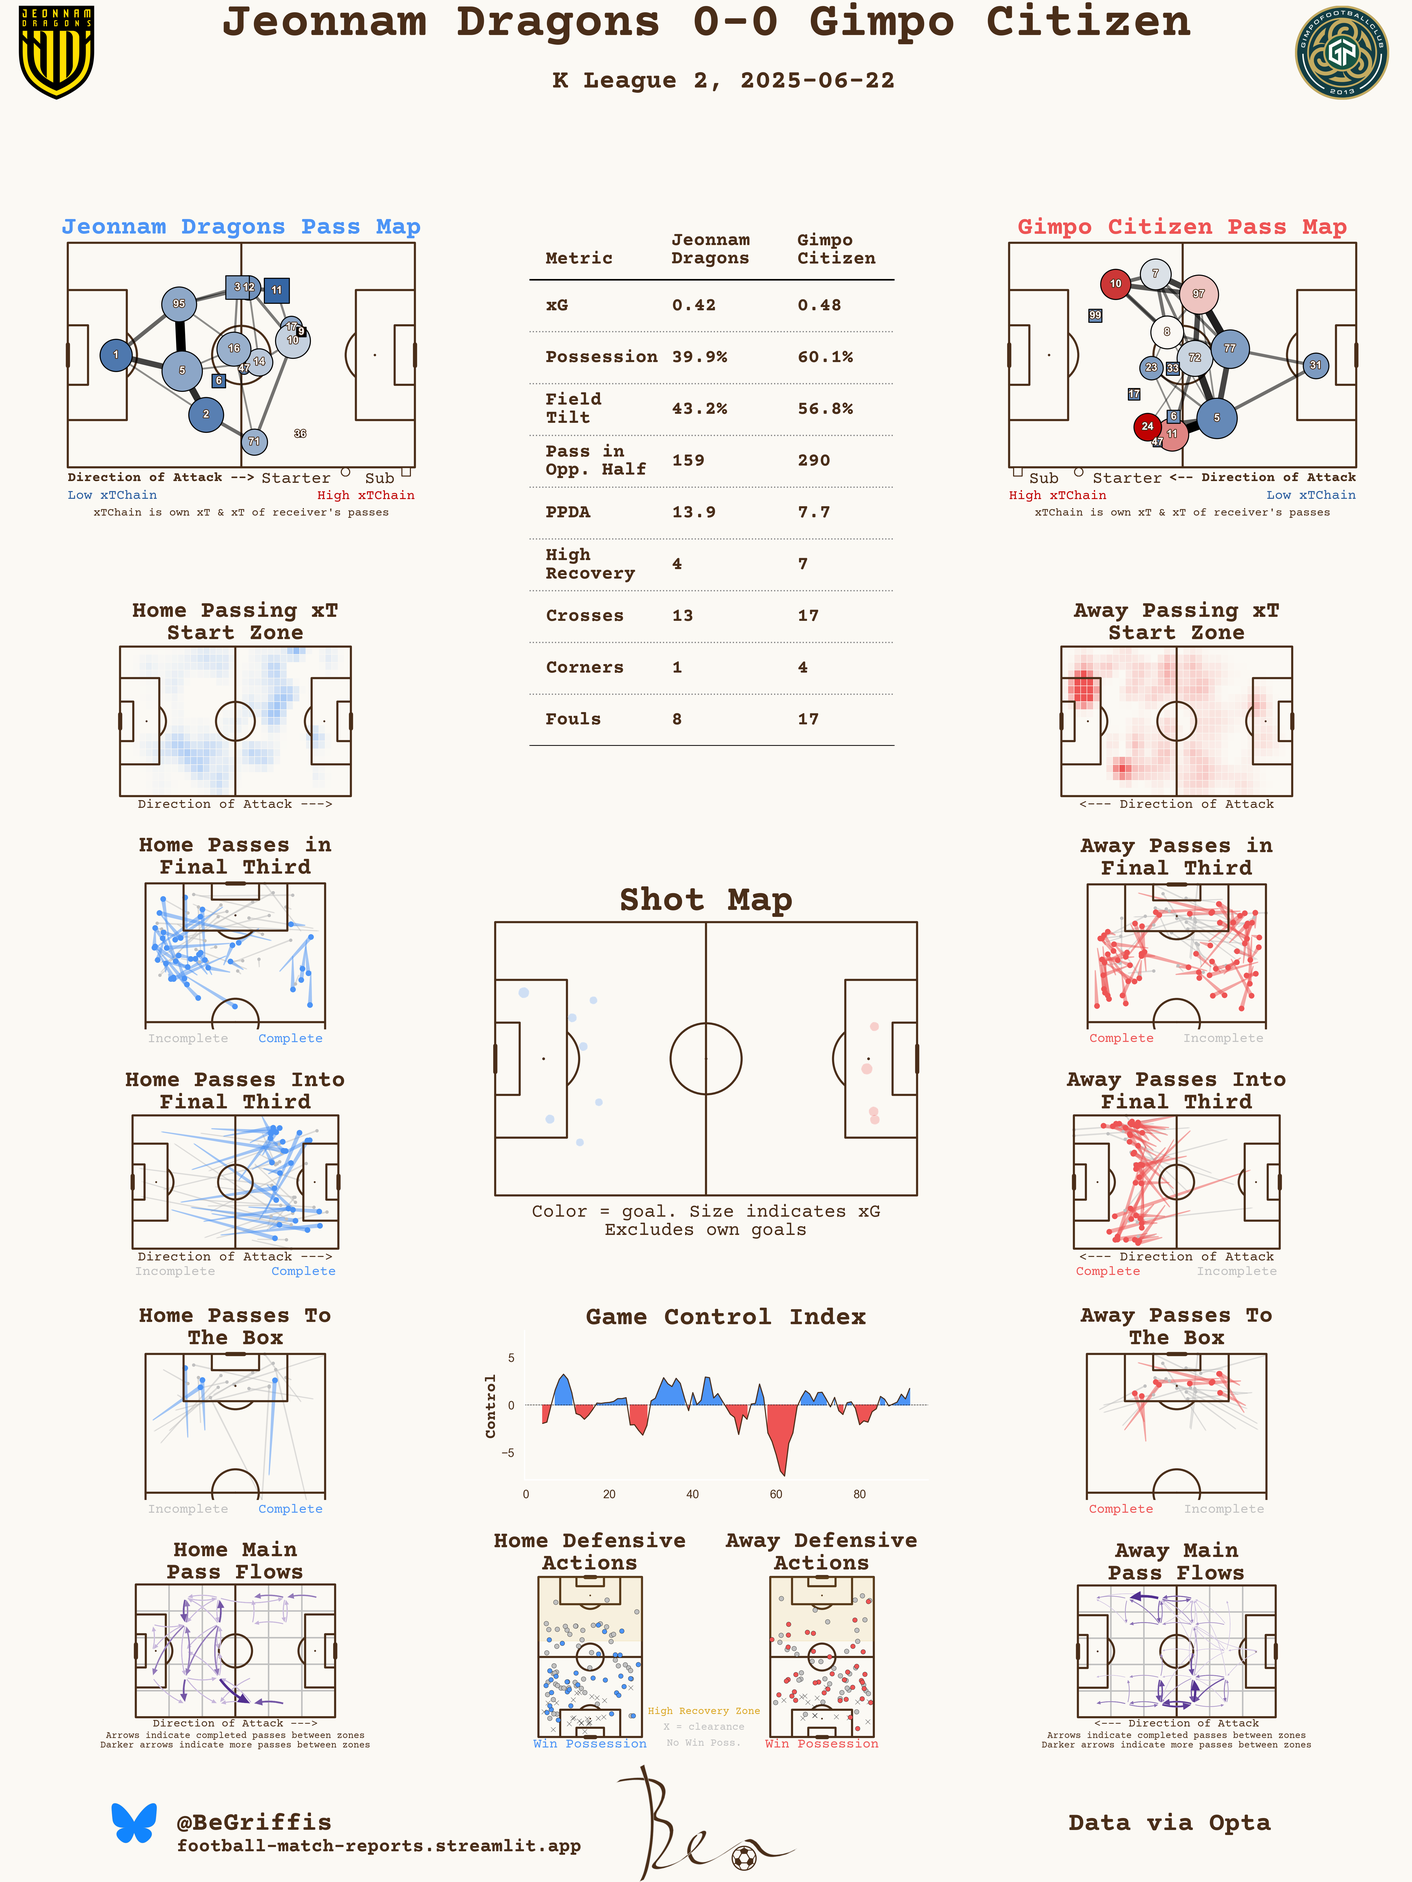 JEONNAM
DRAGONS
Jeonnam Dragons 0-0 Gimpo Citizen
K League 2, 2025-06-22
GIMPOFOOTBALLCLUB
GP
2013
Jeonnam Dragons Pass Map
95
3
12
11
17
9
10
1
16
14
5
47
6
2
71
36
Direction of Attack --> Starter Sub
Low xTChain High xTChain
xTChain is own xT & xT of receiver's passes
Metric Jeonnam Dragons Gimpo Citizen
xG 0.42 0.48
Possession 39.9% 60.1%
Field Tilt 43.2% 56.8%
Pass in Opp. Half 159 290
PPDA 13.9 7.7
High Recovery 4 7
Crosses 13 17
Corners 1 4
Fouls 8 17
Gimpo Citizen Pass Map
7
10
97
99
8
77
72
23
33
31
17
6
5
24
11
47
Sub Starter <-- Direction of Attack
High xTChain Low xTChain
xTChain is own xT & xT of receiver's passes
Home Passing xT
Start Zone
Direction of Attack --->
Away Passing xT
Start Zone
<--- Direction of Attack
Home Passes in
Final Third
Incomplete Complete
Shot Map
Color = goal. Size indicates xG
Excludes own goals
Away Passes in
Final Third
Complete Incomplete
Home Passes Into
Final Third
Direction of Attack --->
Incomplete Complete
Away Passes Into
Final Third
<--- Direction of Attack
Complete Incomplete
Home Passes To
The Box
Incomplete Complete
Game Control Index
Control
5
0
−5
0 20 40 60 80
Away Passes To
The Box
Complete Incomplete
Home Main
Pass Flows
Direction of Attack --->
Arrows indicate completed passes between zones
Darker arrows indicate more passes between zones
Home Defensive
Actions
Win Possession
High Recovery Zone
X = clearance
No Win Poss.
Away Defensive
Actions
Win Possession
Away Main
Pass Flows
<--- Direction of Attack
Arrows indicate completed passes between zones
Darker arrows indicate more passes between zones
@BeGriffis
football-match-reports.streamlit.app
Ben
Data via Opta